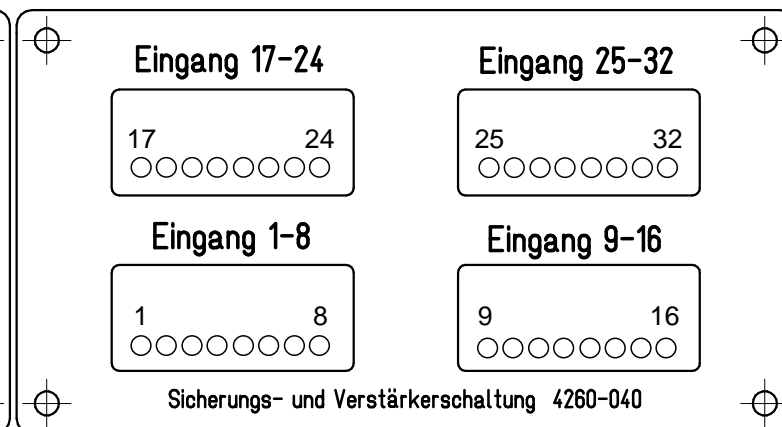 Eingang 17-24 Eingang 25-32
17 24 25 32
Eingang 1-8 Eingang 9-16
1 8 9 16
Sicherungs- und Verstärkerschaltung 4260-040